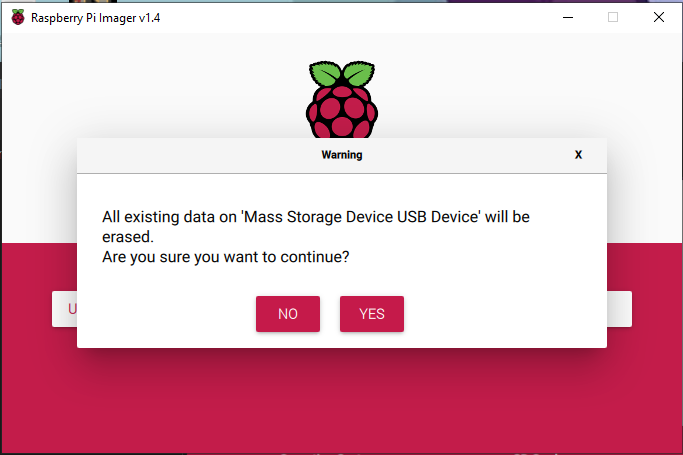 Raspberry Pi Imager v1.4
Warning
X
All existing data on 'Mass Storage Device USB Device' will be
erased.
Are you sure you want to continue?
NO
YES